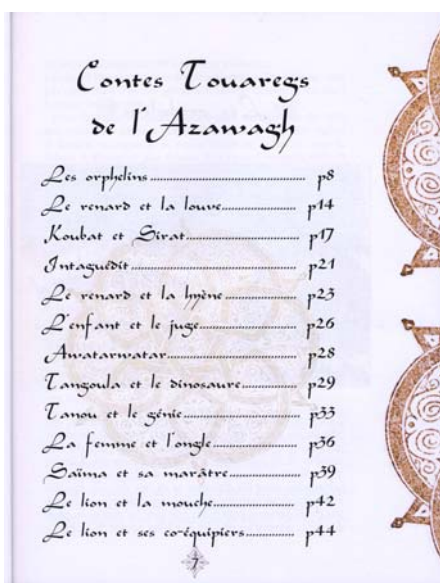 Contes Touaregs
de l'Azawagh
Les orphelins.......................................... p8
Le renard et la louve.................... p14
Koubat et Sirat............................. p17
Intaguédit........................................ p21
Le renard et la hyène................... p23
L'enfant et le juge........................ p26
Awatarwatar................................ p28
Tangoula et le dinosaure............ p29
Tanou et le génie.......................... p33
La femme et l'ongle..................... p36
Saïma et sa marâtre..................... p39
Le lion et la mouche.................... p42
Le lion et ses co-équipiers............ p44
7